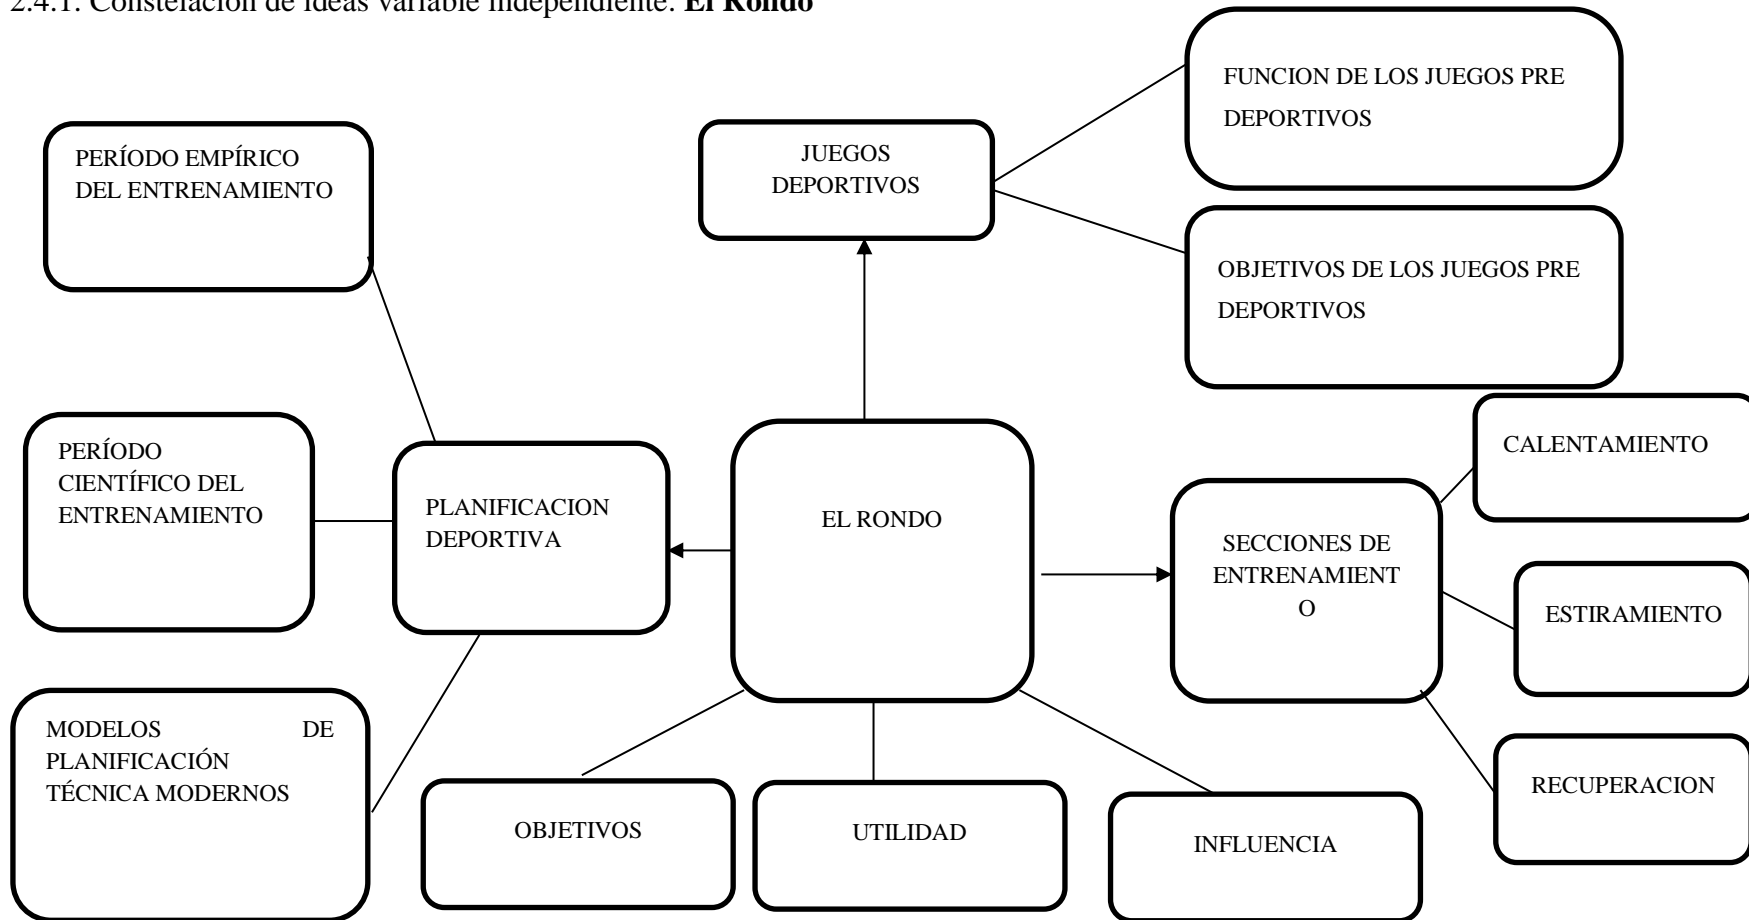 2.4.1. Constelación de ideas variable independiente. El Rondo
FUNCION DE LOS JUEGOS PRE
DEPORTIVOS
PERÍODO EMPÍRICO
DEL ENTRENAMIENTO
JUEGOS
DEPORTIVOS
OBJETIVOS DE LOS JUEGOS PRE
DEPORTIVOS
PERÍODO
CIENTÍFICO DEL
ENTRENAMIENTO
PLANIFICACION
DEPORTIVA
EL RONDO
SECCIONES DE
ENTRENAMIENT
O
CALENTAMIENTO
ESTIRAMIENTO
RECUPERACION
MODELOS DE
PLANIFICACIÓN
TÉCNICA MODERNOS
OBJETIVOS
UTILIDAD
INFLUENCIA